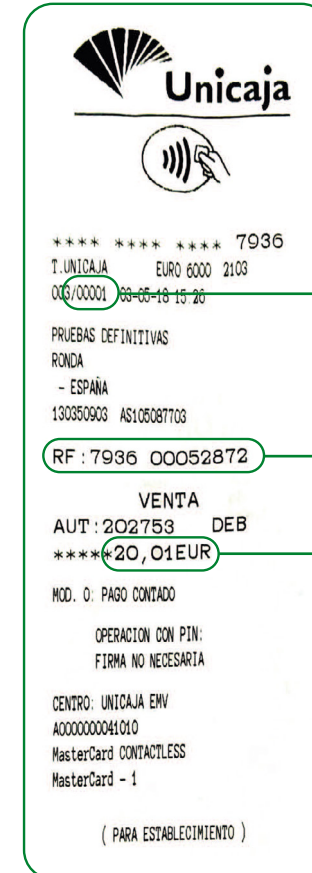 Unicaja
**** **** **** 7936
T.UNICAJA EURO 6000 2103
003/00001 03-05-18 15:26
PRUEBAS DEFINITIVAS
RONDA
- ESPAÑA
130350903 AS105087703
RF:7936 00052872
VENTA
AUT:202753 DEB
*****20,01EUR
MOD. O: PAGO CONTADO
OPERACION CON PIN:
FIRMA NO NECESARIA
CENTRO: UNICAJA EMV
A0000000041010
MasterCard CONTACTLESS
MasterCard - 1
( PARA ESTABLECIMIENTO )